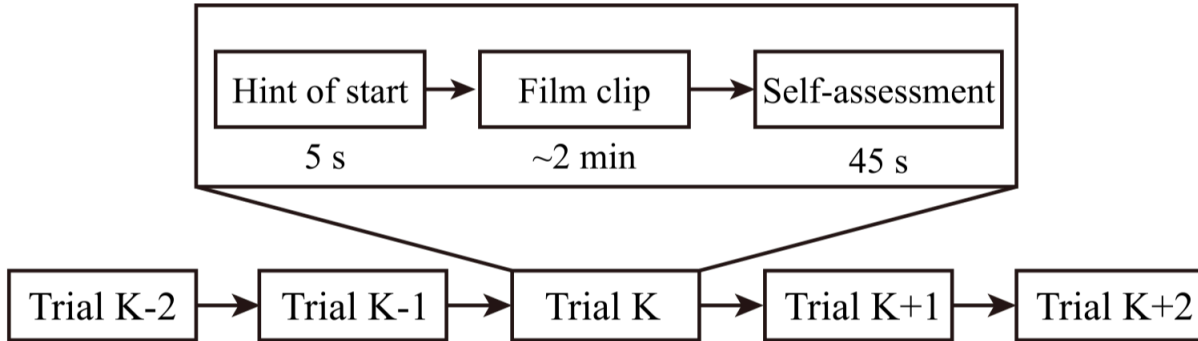 Hint of start
Film clip
Self-assessment
5 s
~2 min
45 s
Trial K-2
Trial K-1
Trial K
Trial K+1
Trial K+2